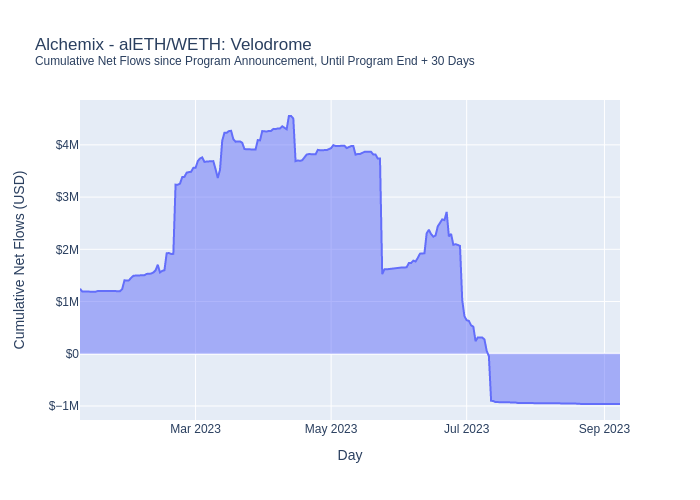 Alchemix - alETH/WETH: Velodrome
Cumulative Net Flows since Program Announcement, Until Program End + 30 Days
Cumulative Net Flows (USD)
$4M
$3M
$2M
$1M
$0
$−1M
Mar 2023
May 2023
Jul 2023
Sep 2023
Day